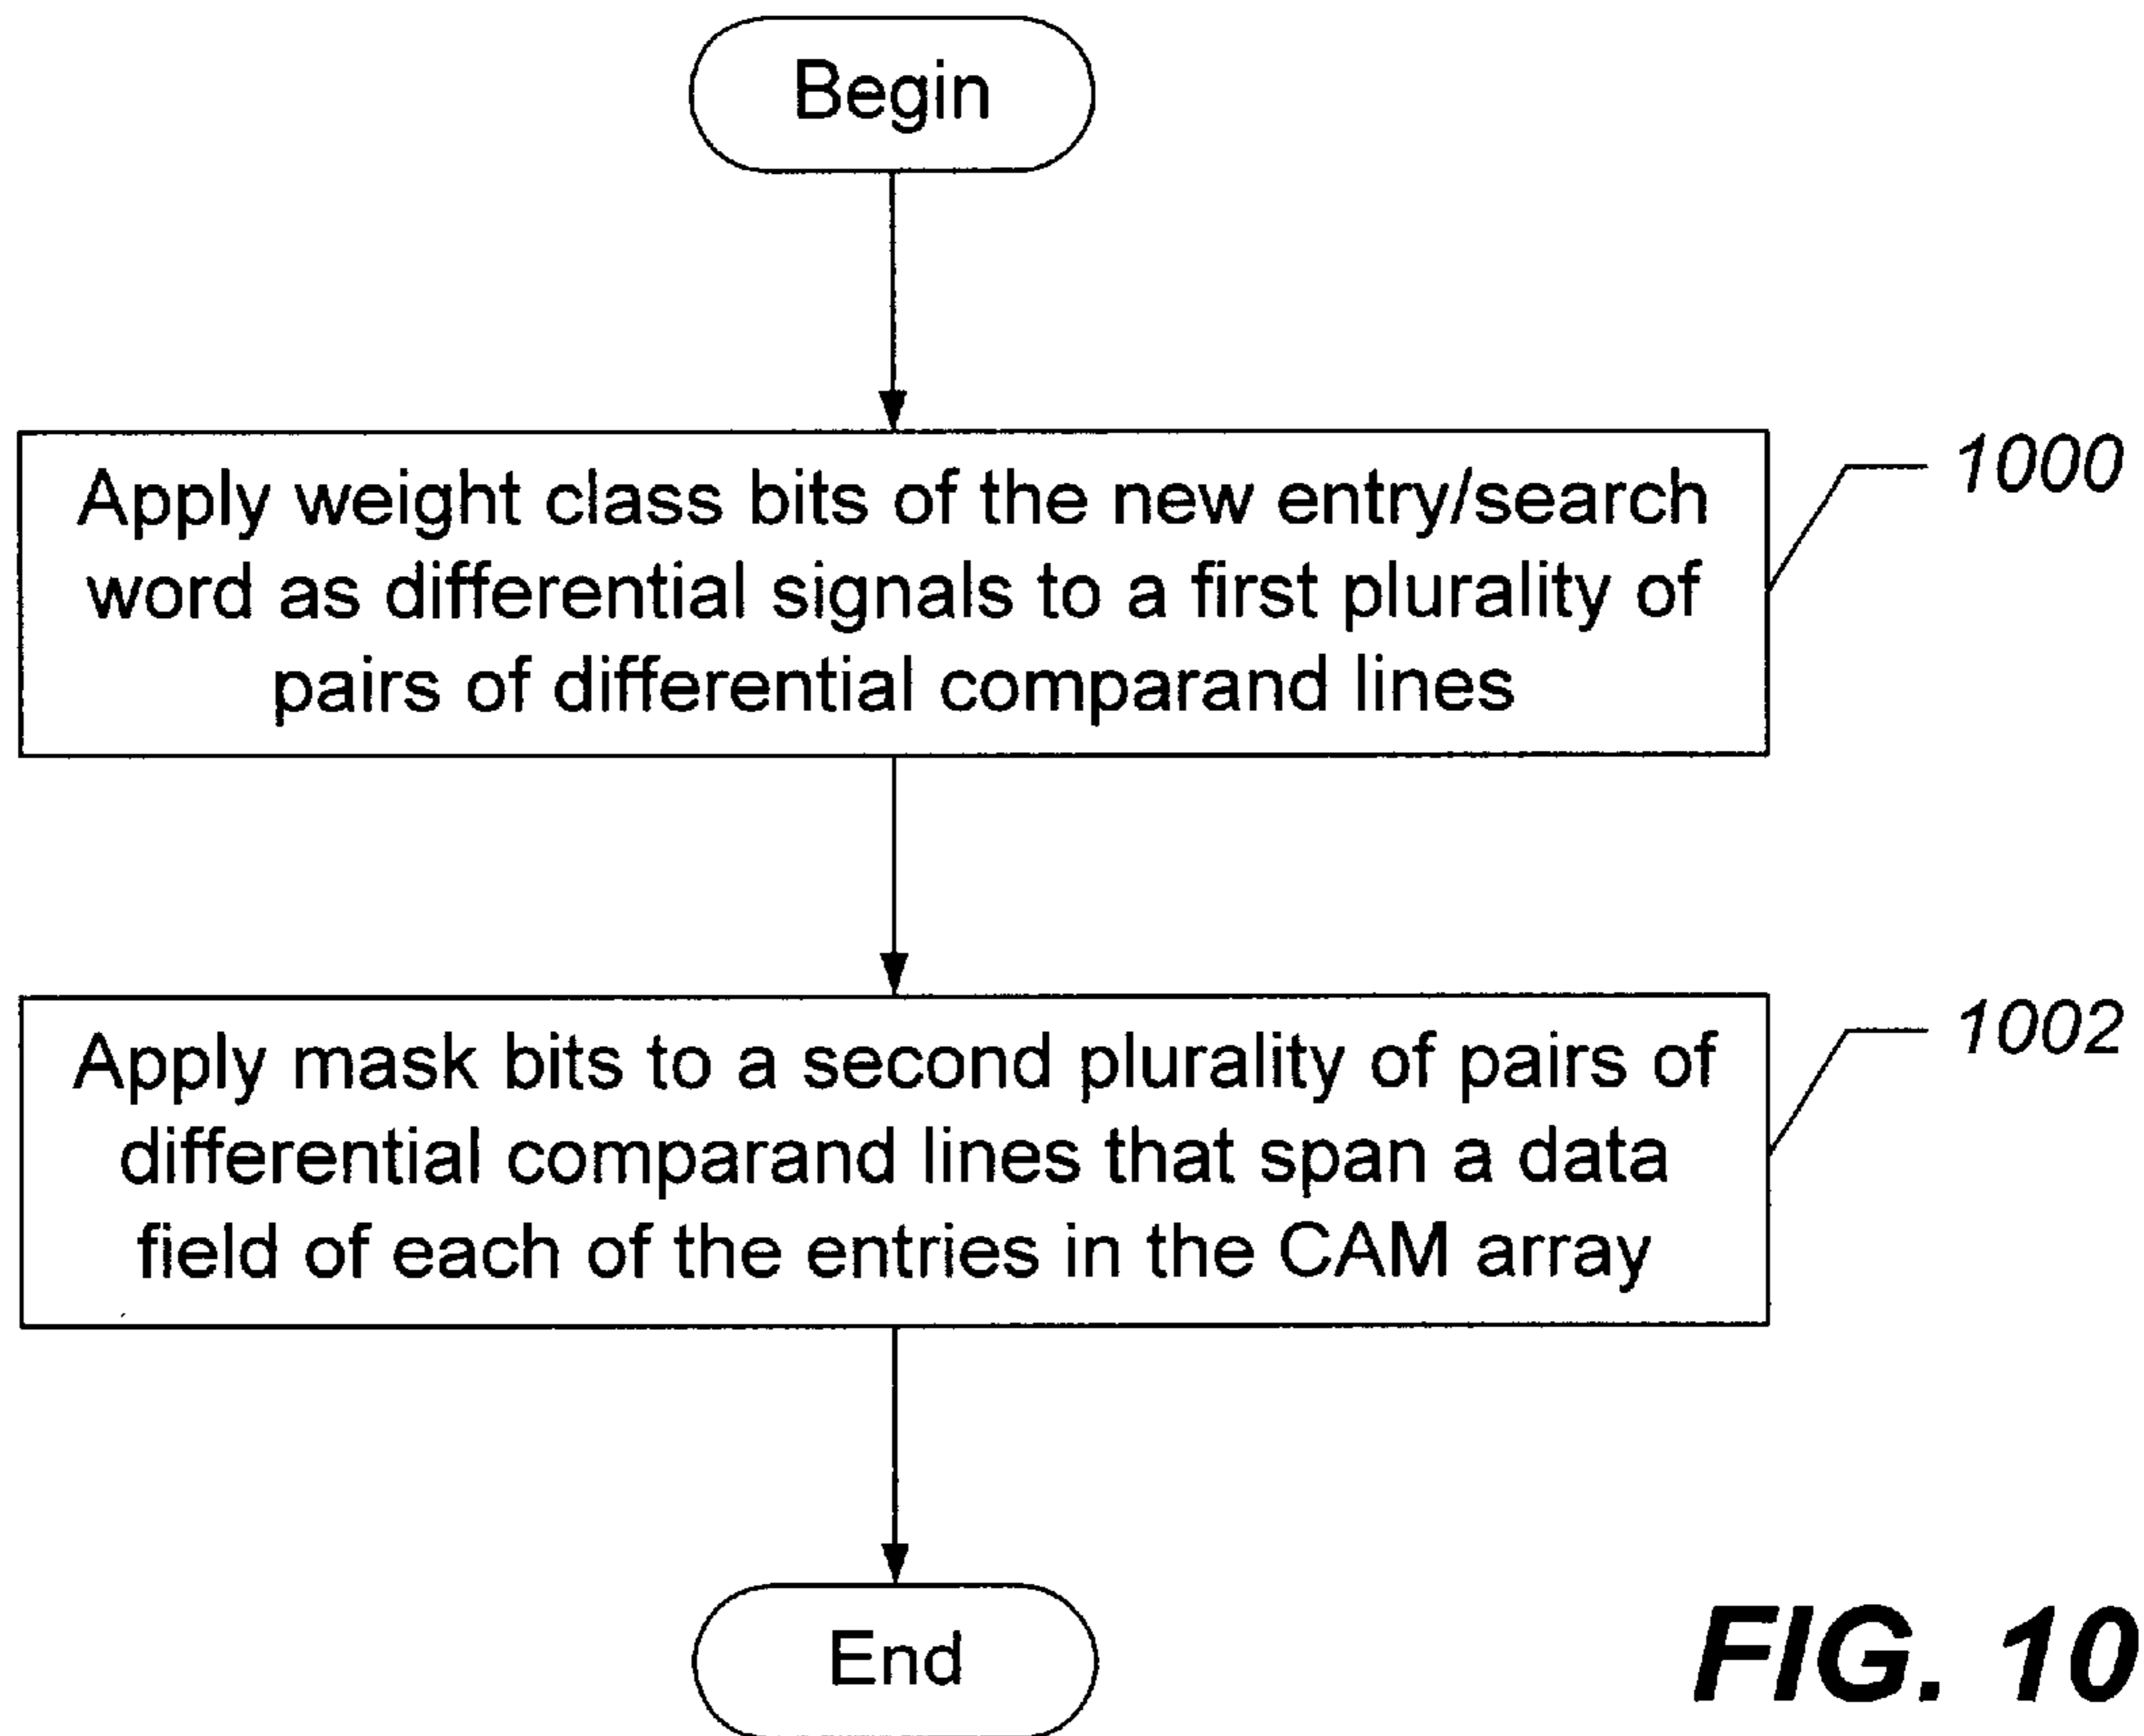 Begin
Apply weight class bits of the new entry/search
word as differential signals to a first plurality of
pairs of differential comparand lines
1000
Apply mask bits to a second plurality of pairs of
differential comparand lines that span a data
field of each of the entries in the CAM array
1002
End
FIG. 10